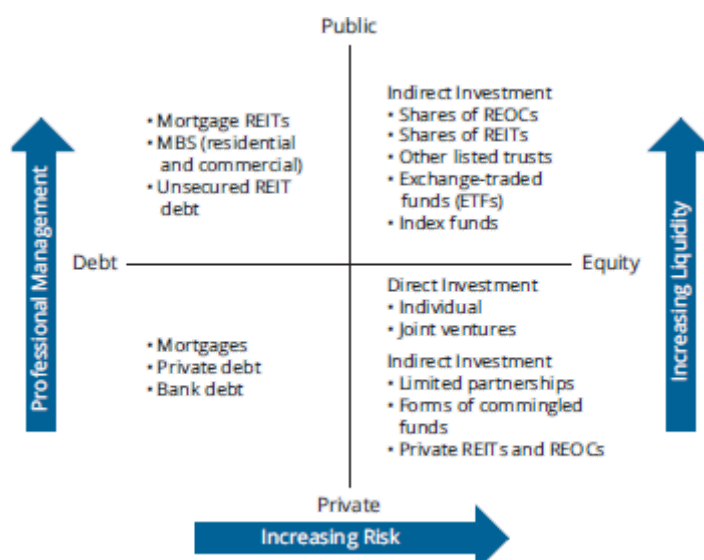 Public
• Mortgage REITs
• MBS (residential
and commercial)
• Unsecured REIT
debt
Indirect Investment
• Shares of REOCs
• Shares of REITs
• Other listed trusts
• Exchange-traded
funds (ETFs)
• Index funds
Professional Management
Debt
Equity
Increasing Liquidity
• Mortgages
• Private debt
• Bank debt
Direct Investment
• Individual
• Joint ventures
Indirect Investment
• Limited partnerships
• Forms of commingled
funds
• Private REITs and REOCs
Private
Increasing Risk